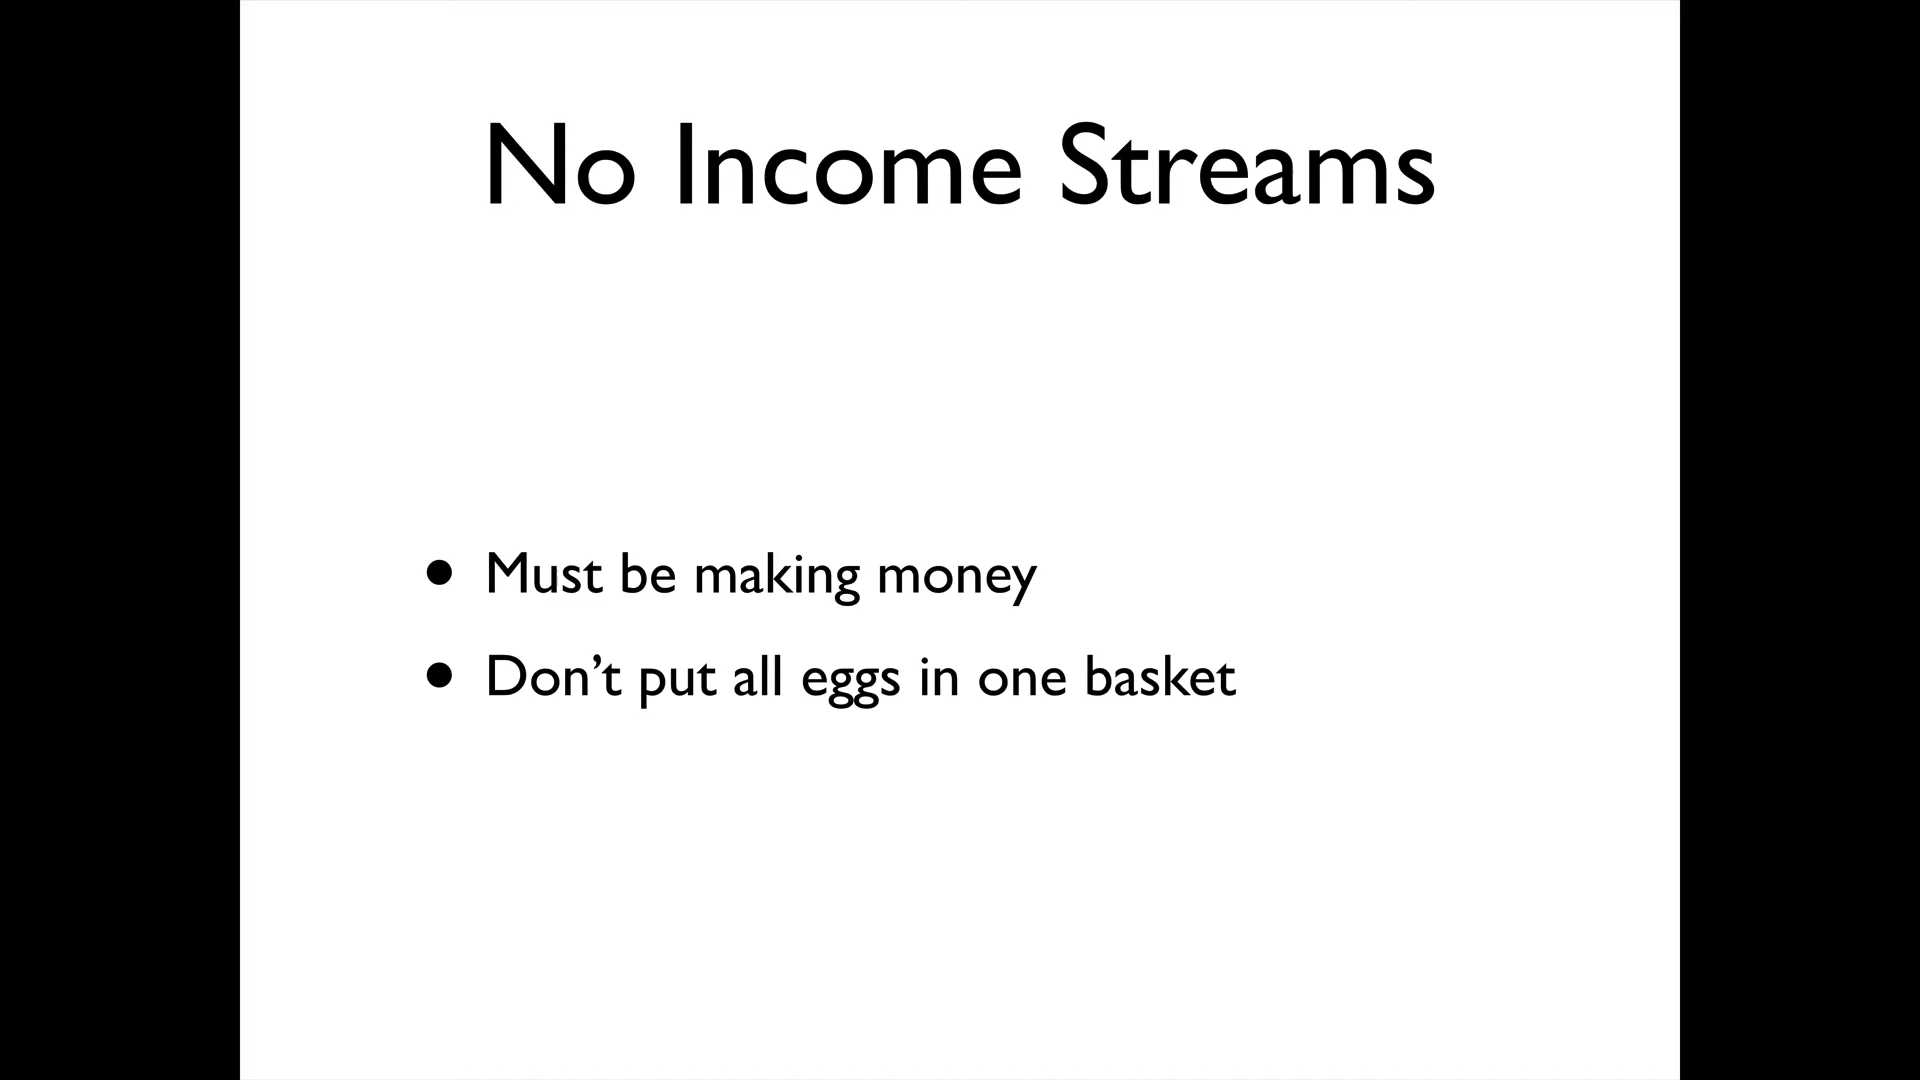 No Income Streams
• Must be making money
• Don’t put all eggs in one basket